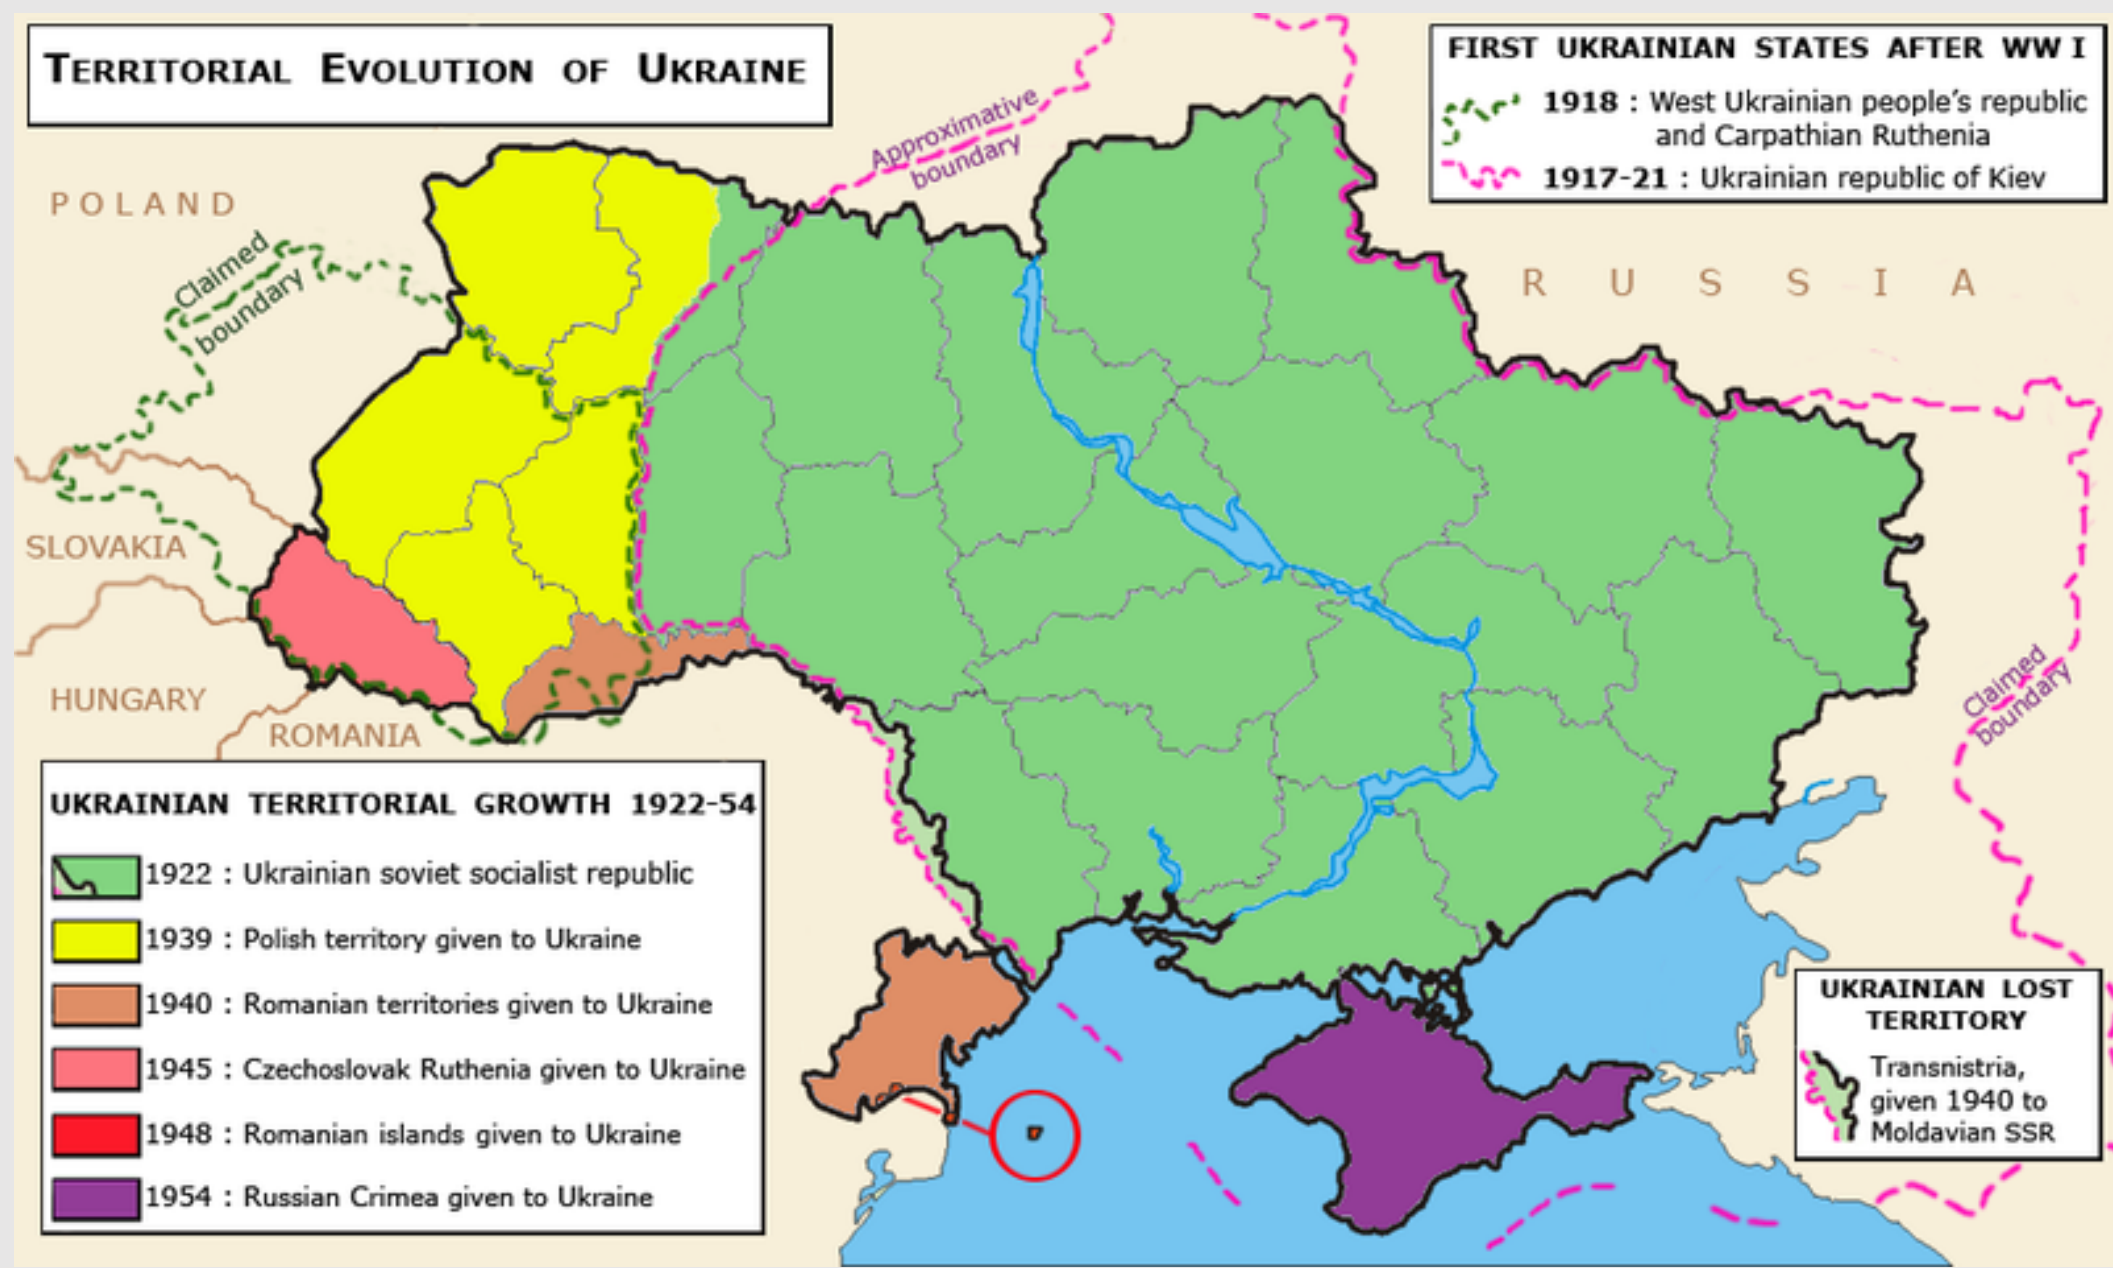 TERRITORIAL EVOLUTION OF UKRAINE
FIRST UKRAINIAN STATES AFTER WW I
1918 : West Ukrainian people's republic
and Carpathian Ruthenia
1917-21 : Ukrainian republic of Kiev
Approximative
boundary
POLAND
Claimed
boundary
RUSSIA
SLOVAKIA
HUNGARY
ROMANIA
Claimed
boundary
UKRAINIAN TERRITORIAL GROWTH 1922-54
1922 : Ukrainian soviet socialist republic
1939 : Polish territory given to Ukraine
1940 : Romanian territories given to Ukraine
1945 : Czechoslovak Ruthenia given to Ukraine
1948 : Romanian islands given to Ukraine
1954 : Russian Crimea given to Ukraine
UKRAINIAN LOST
TERRITORY
Transnistria,
given 1940 to
Moldavian SSR